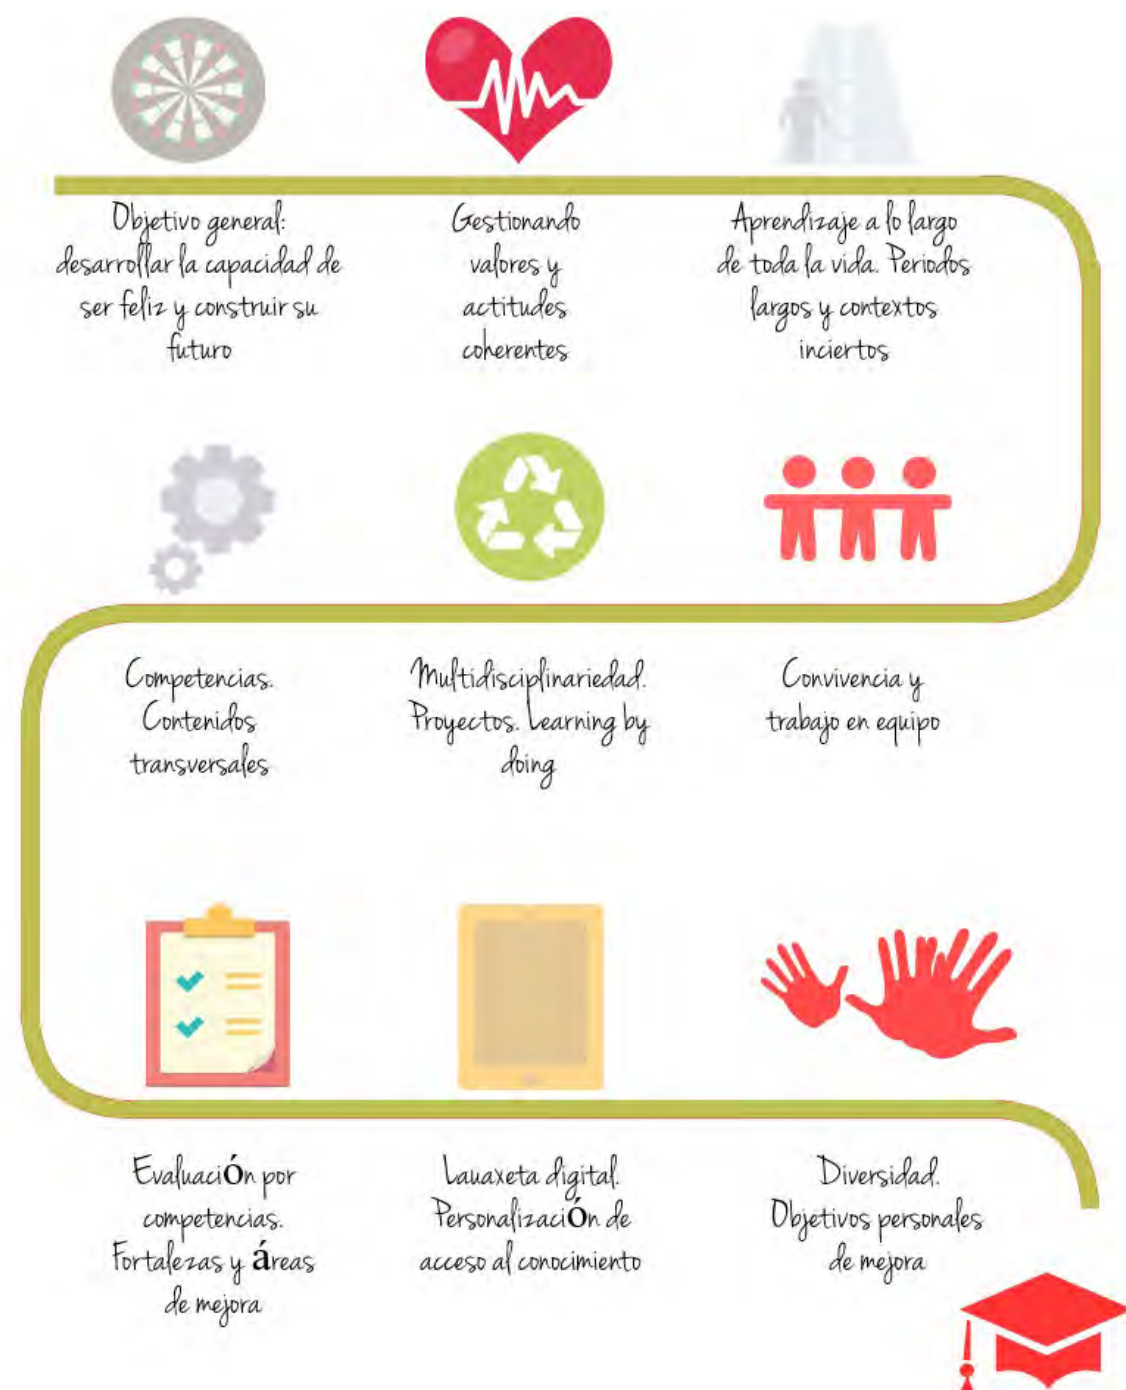 Objetivo general:
desarrollar la capacidad de
ser feliz y construir su
futuro
Gestionando
valores y
actitudes
coherentes
Aprendizaje a lo largo
de toda la vida. Periodos
largos y contextos
inciertos
Competencias.
Contenidos
transversales
Multidisciplinariedad.
Proyectos. Learning by
doing
Convivencia y
trabajo en equipo
EvaluaciÓn por
competencias.
Fortalezas y áreas
de mejora
Lauaxeta digital.
PersonalizaciÓn de
acceso al conocimiento
Diversidad.
Objetivos personales
de mejora